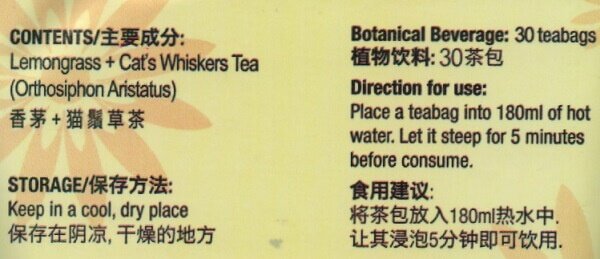 CONTENTS/主要成分:
Lemongrass + Cat's Whiskers Tea
(Orthosiphon Aristatus)
香茅 + 猫鬚草茶
STORAGE/保存方法:
Keep in a cool, dry place
保存在阴凉, 干燥的地方
Botanical Beverage: 30 teabags
植物饮料: 30茶包
Direction for use:
Place a teabag into 180ml of hot
water. Let it steep for 5 minutes
before consume.
食用建议:
将茶包放入180ml热水中.
让其浸泡5分钟即可饮用.